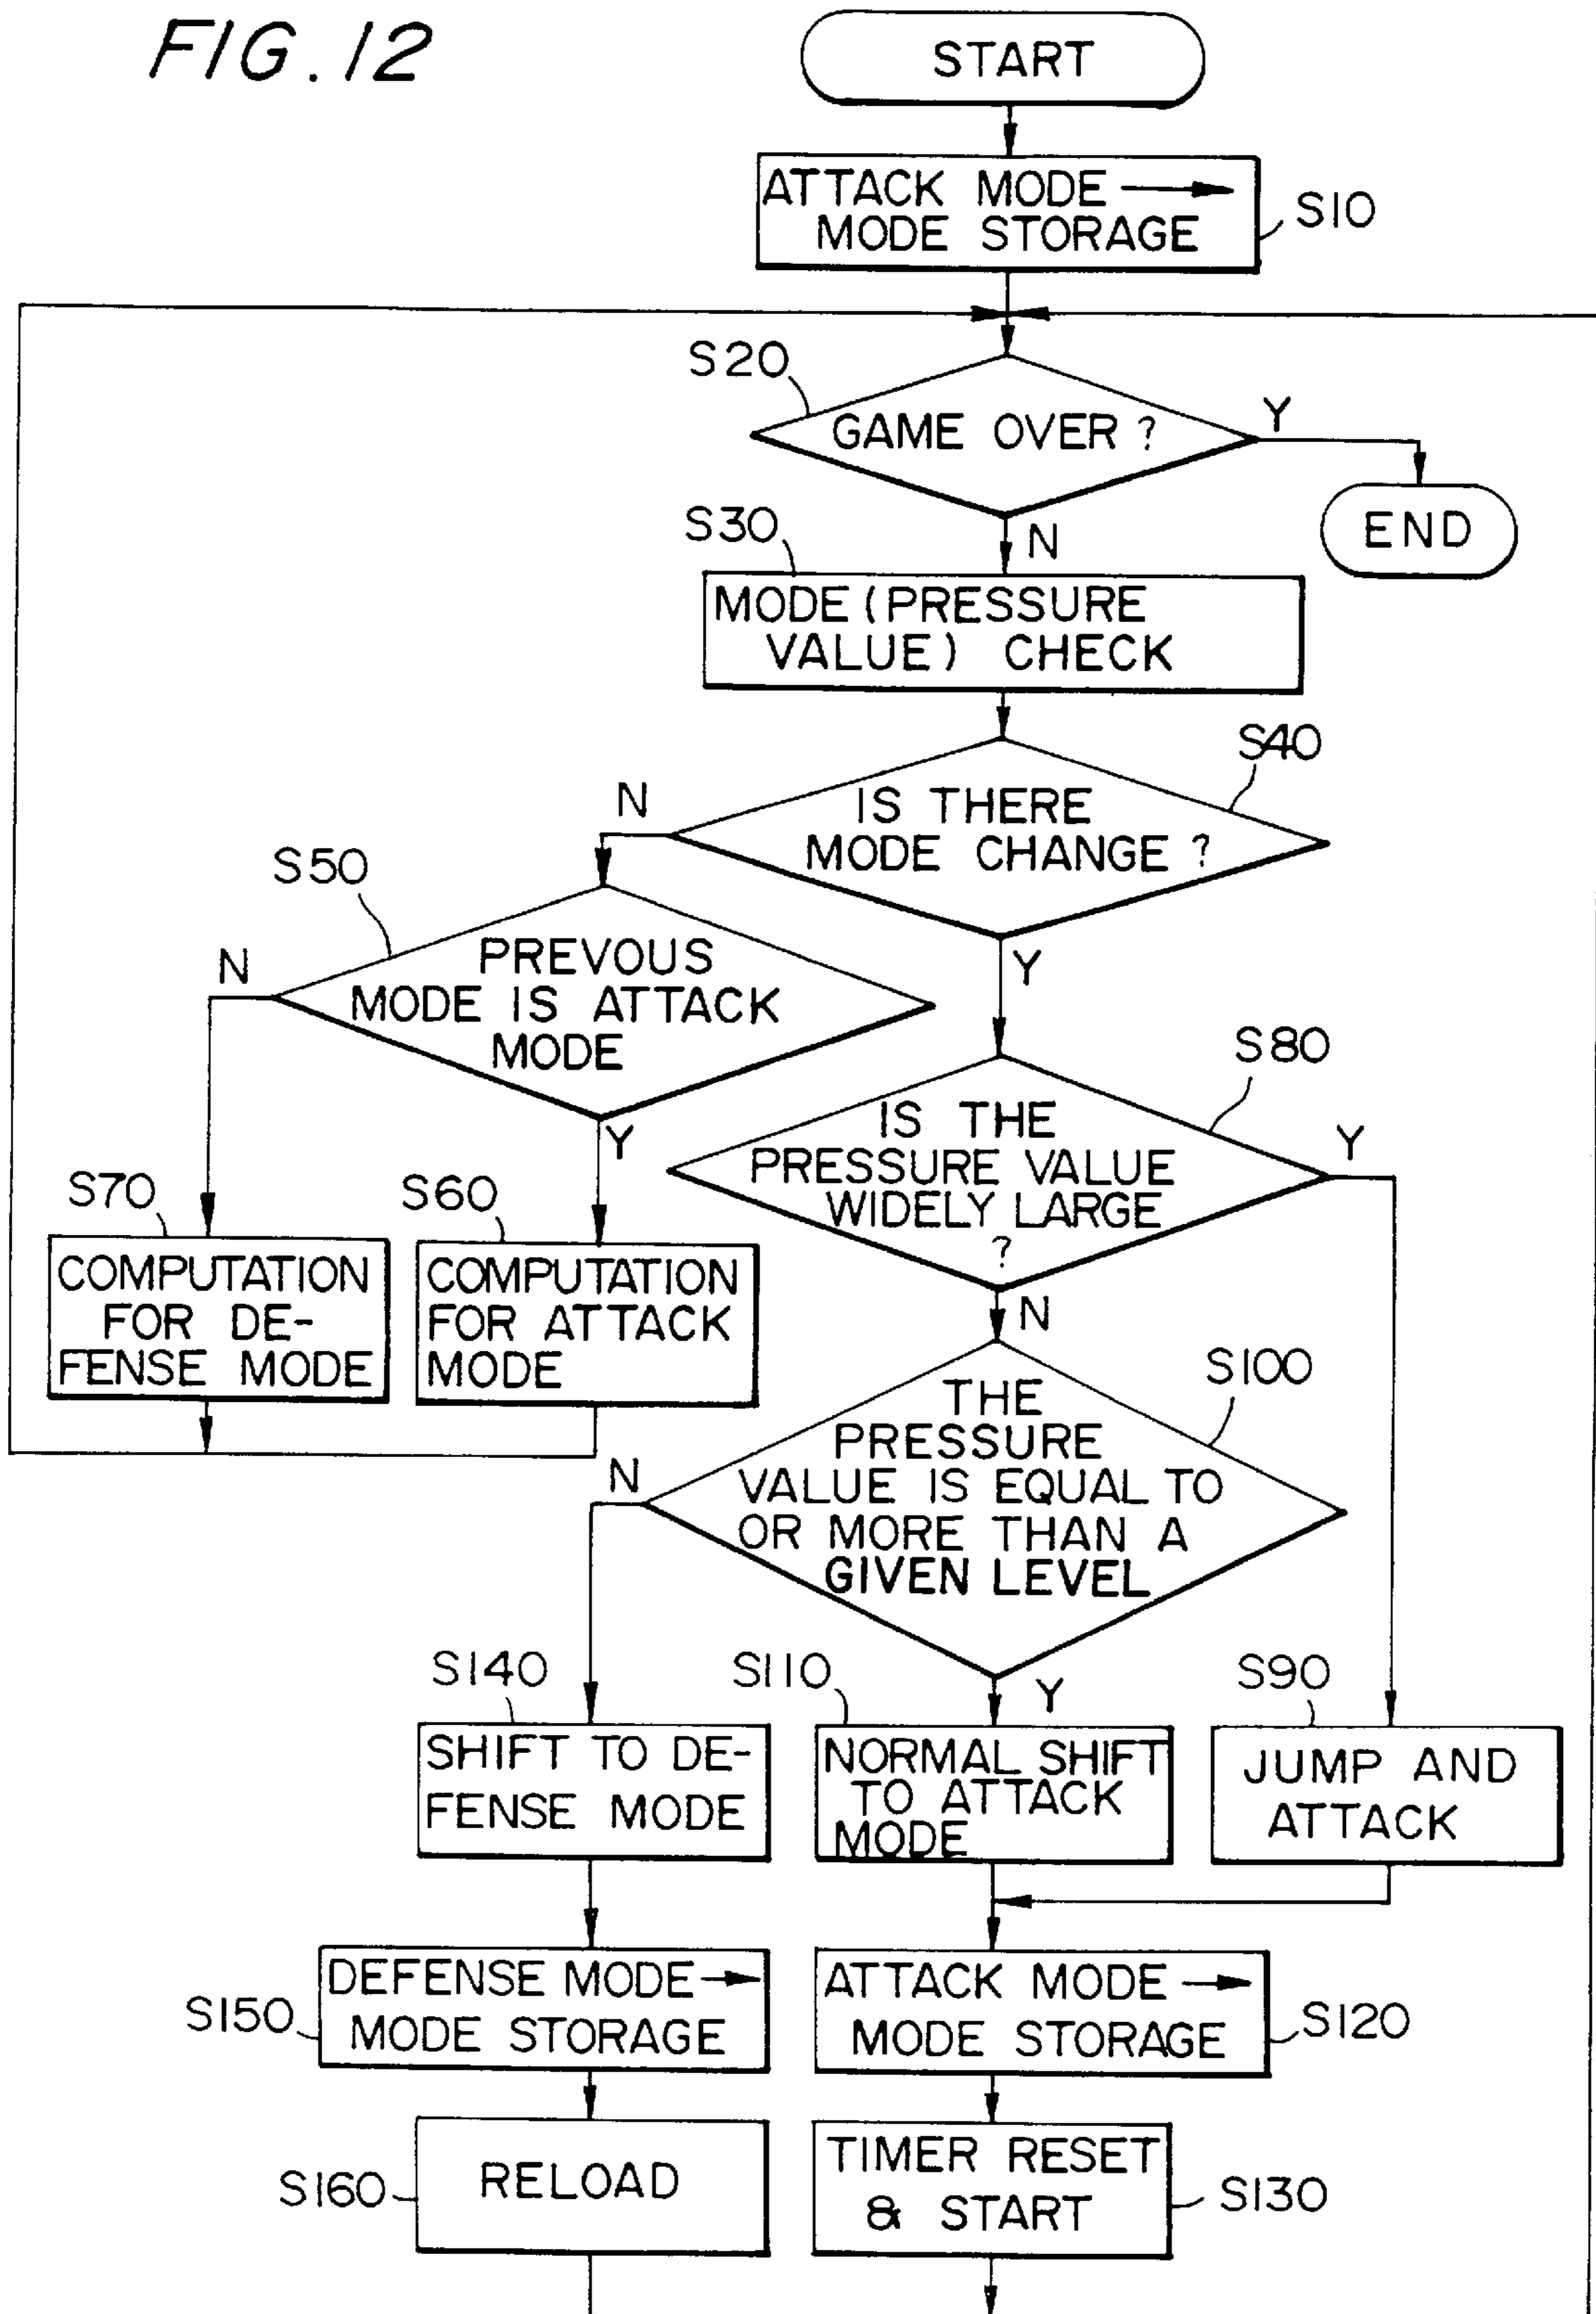 FIG. 12
START
ATTACK MODE →
MODE STORAGE
S10
S20
GAME OVER ?
Y
END
N
S30
MODE (PRESSURE
VALUE) CHECK
S40
IS THERE
MODE CHANGE ?
N
Y
S50
PREVOUS
MODE IS ATTACK
MODE
N
Y
S80
IS THE
PRESSURE VALUE
WIDELY LARGE
?
Y
N
S70
COMPUTATION
FOR DE-
FENSE MODE
S60
COMPUTATION
FOR ATTACK
MODE
S100
THE
PRESSURE
VALUE IS EQUAL TO
OR MORE THAN A
GIVEN LEVEL
N
Y
S140
SHIFT TO DE-
FENSE MODE
S110
NORMAL SHIFT
TO ATTACK
MODE
S90
JUMP AND
ATTACK
DEFENSE MODE →
MODE STORAGE
S150
ATTACK MODE →
MODE STORAGE
S120
RELOAD
S160
TIMER RESET
& START
S130